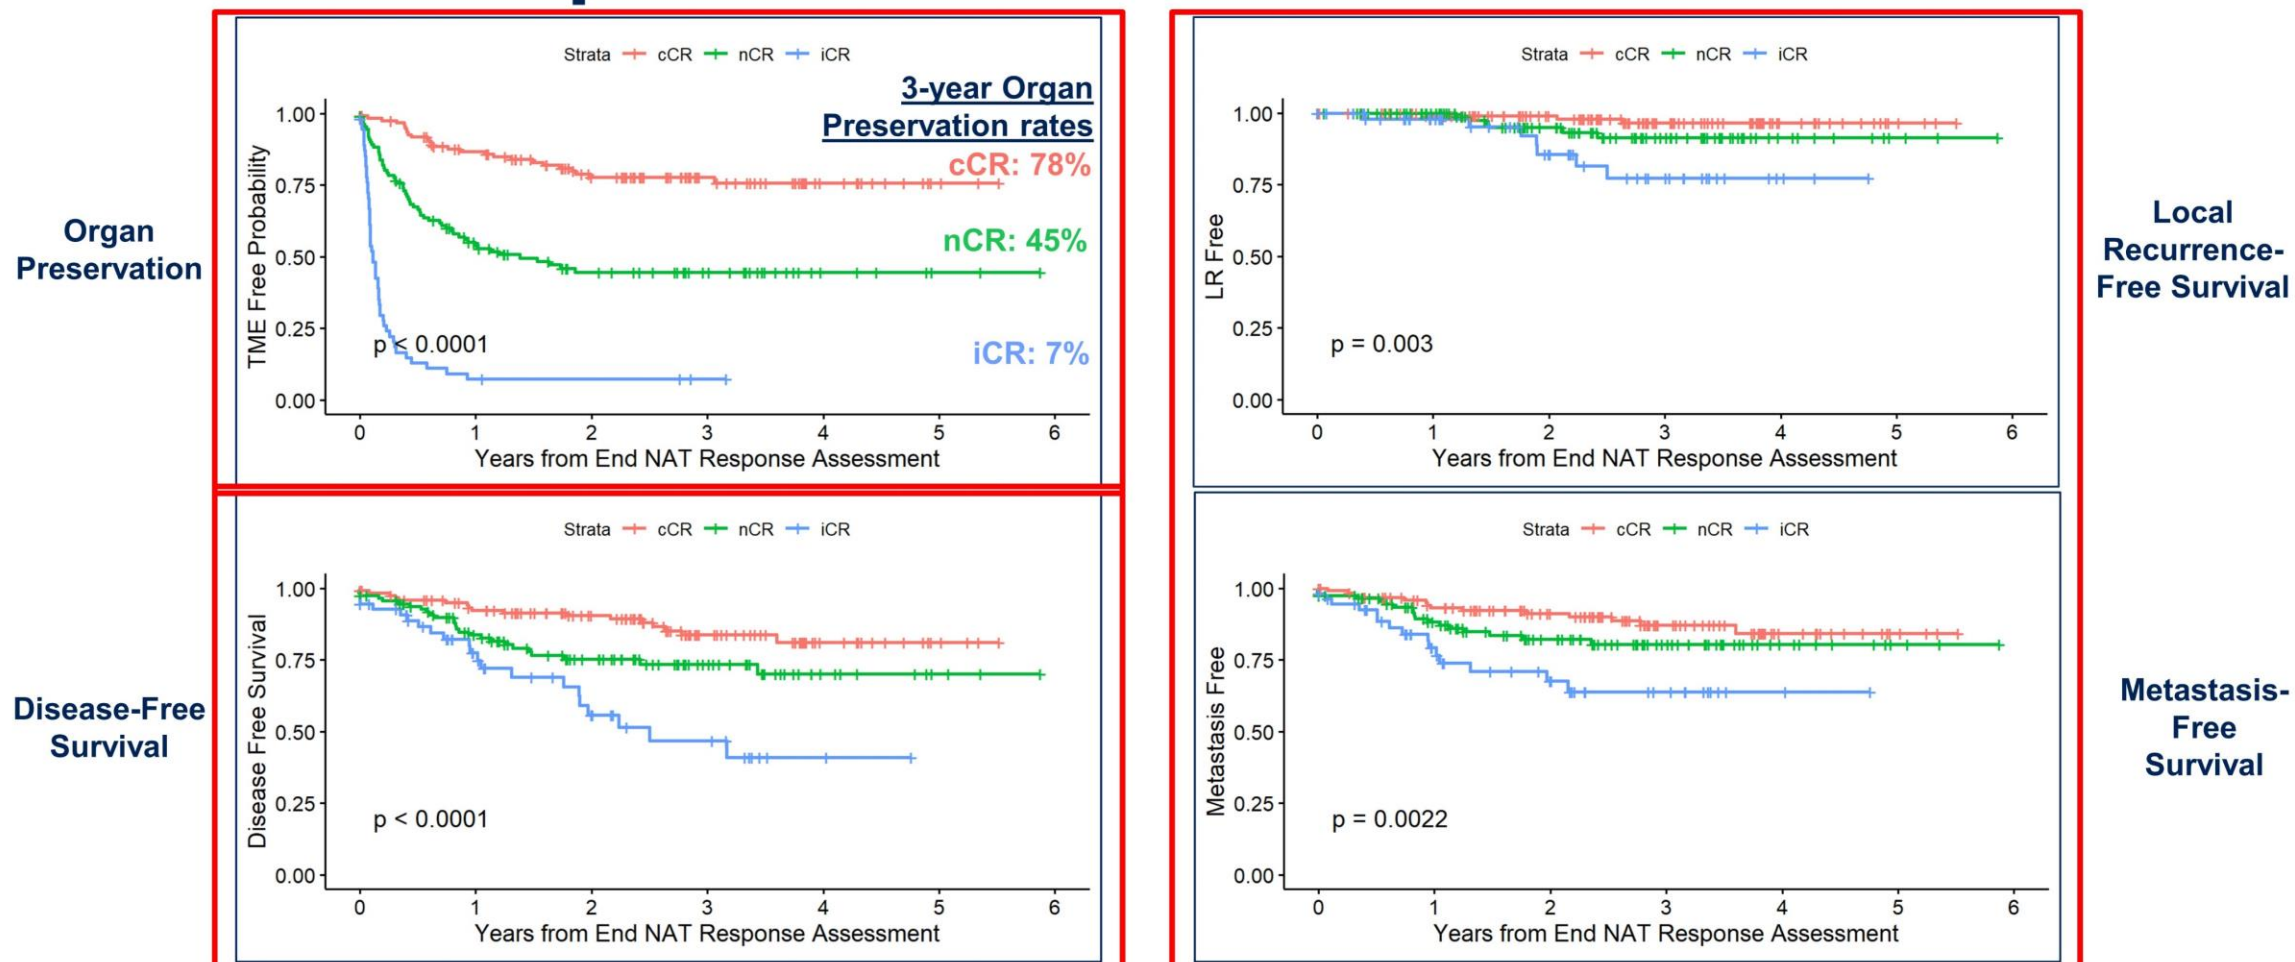 Strata cCR nCR iCR
3-year Organ
Preservation rates
cCR: 78%
nCR: 45%
iCR: 7%
p < 0.0001
TME Free Probability
1.00
0.75
0.50
0.25
0.00
0 1 2 3 4 5 6
Years from End NAT Response Assessment
Organ
Preservation
Strata cCR nCR iCR
LR Free
1.00
0.75
0.50
0.25
0.00
p = 0.003
0 1 2 3 4 5 6
Years from End NAT Response Assessment
Local
Recurrence-
Free Survival
Disease-Free
Survival
Strata cCR nCR iCR
Disease Free Survival
1.00
0.75
0.50
0.25
0.00
p < 0.0001
0 1 2 3 4 5 6
Years from End NAT Response Assessment
Strata cCR nCR iCR
Metastasis Free
1.00
0.75
0.50
0.25
0.00
p = 0.0022
0 1 2 3 4 5 6
Years from End NAT Response Assessment
Metastasis-
Free
Survival